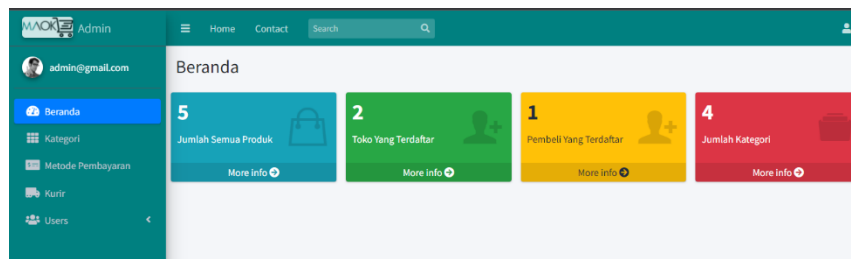 MAOK Admin
Home Contact Search
admin@gmail.com
Beranda
Beranda
Kategori
Metode Pembayaran
Kurir
Users
5
Jumlah Semua Produk
More info
2
Toko Yang Terdaftar
More info
1
Pembeli Yang Terdaftar
More info
4
Jumlah Kategori
More info